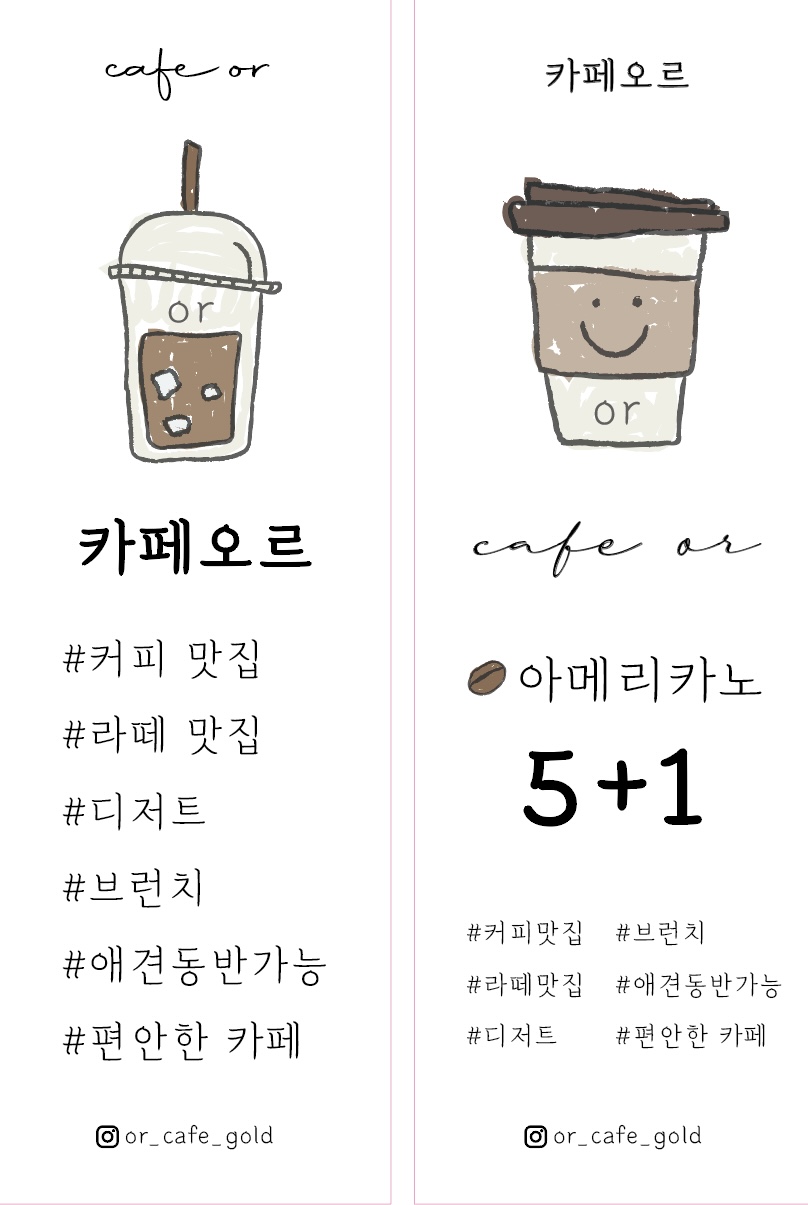 cafe or
or
카페오르
#커피 맛집
#라떼 맛집
#디저트
#브런치
#애견동반가능
#편안한 카페
or_cafe_gold
카페오르
or
cafe or
아메리카노
5+1
#커피맛집 #브런치
#라떼맛집 #애견동반가능
#디저트 #편안한 카페
or_cafe_gold